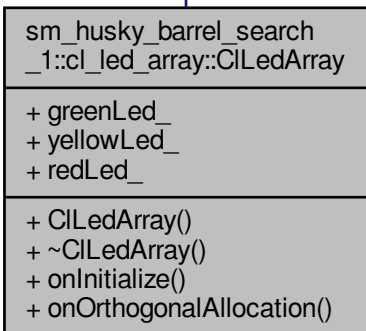 sm_husky_barrel_search
_1::cl_led_array::ClLedArray
+ greenLed_
+ yellowLed_
+ redLed_
+ ClLedArray()
+ ~ClLedArray()
+ onInitialize()
+ onOrthogonalAllocation()